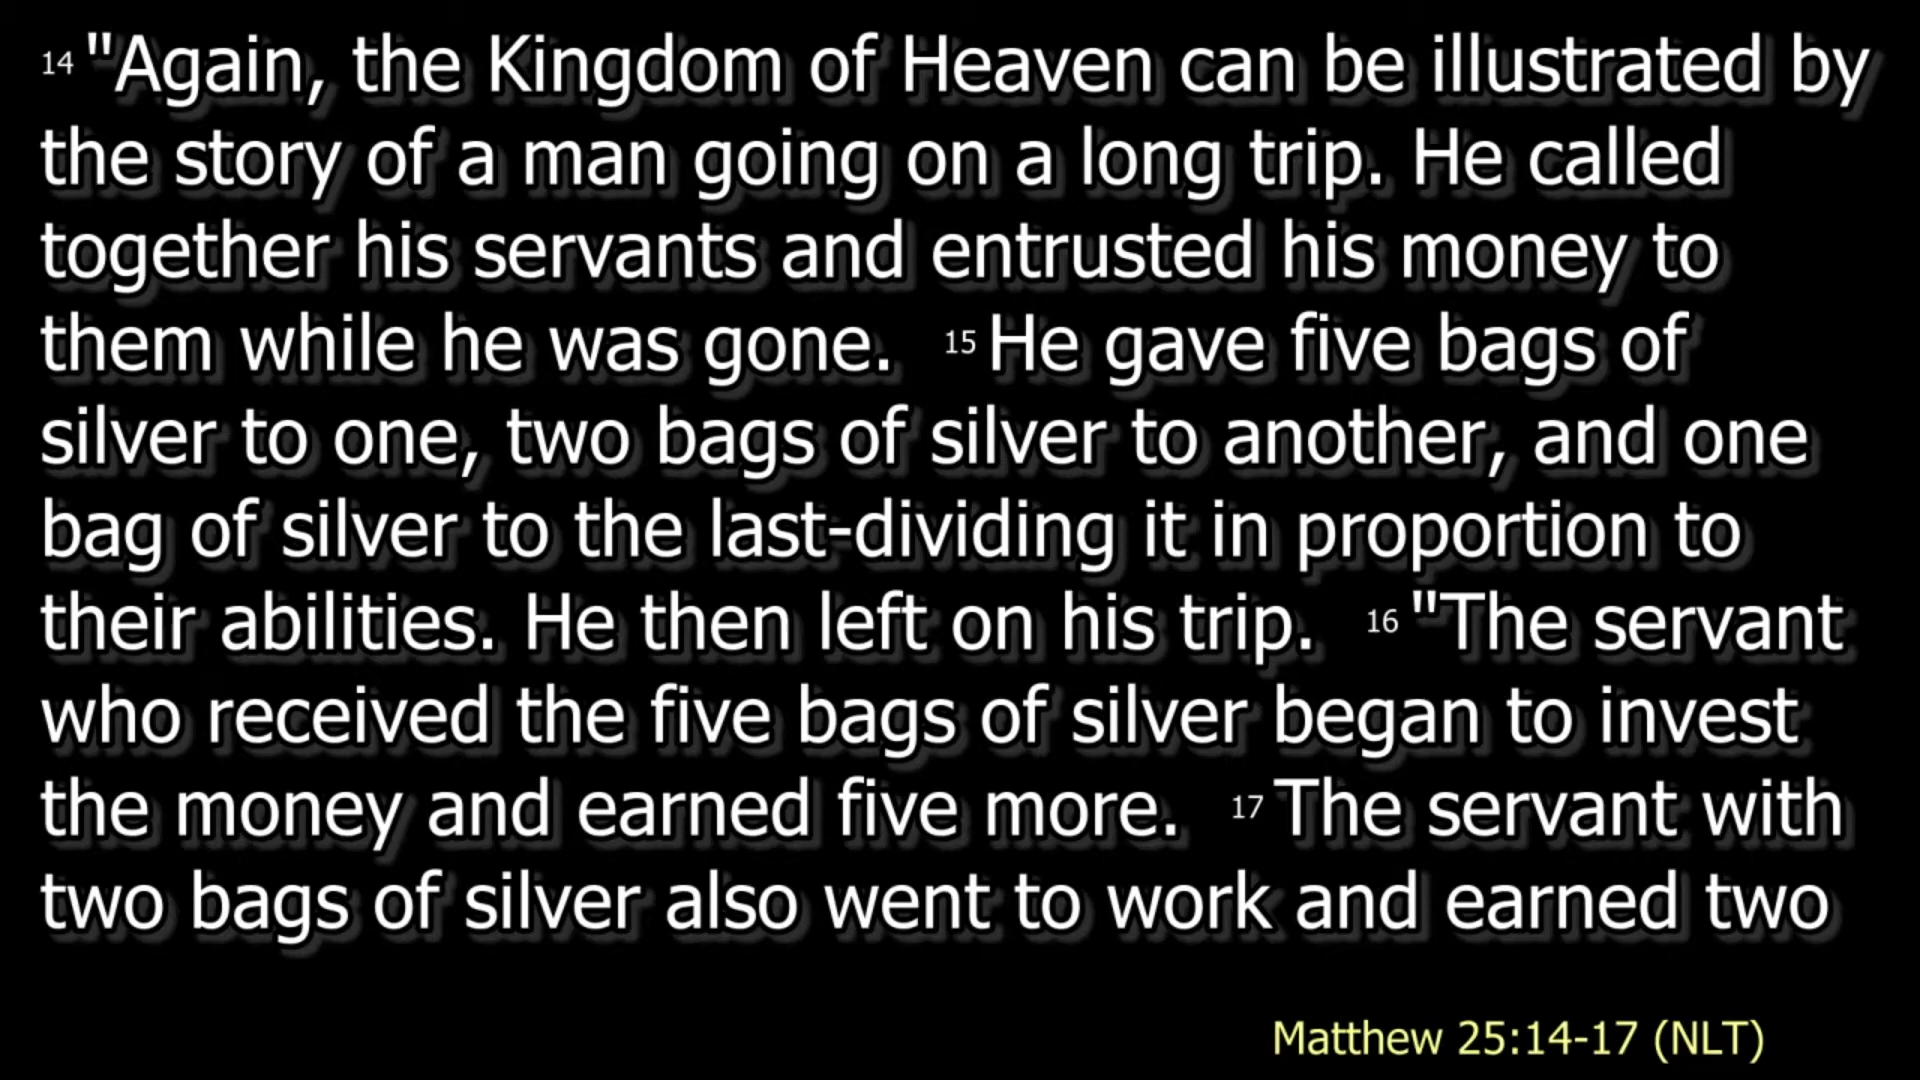 14 "Again, the Kingdom of Heaven can be illustrated by
the story of a man going on a long trip. He called
together his servants and entrusted his money to
them while he was gone. 15 He gave five bags of
silver to one, two bags of silver to another, and one
bag of silver to the last-dividing it in proportion to
their abilities. He then left on his trip. 16 "The servant
who received the five bags of silver began to invest
the money and earned five more. 17 The servant with
two bags of silver also went to work and earned two
Matthew 25:14-17 (NLT)